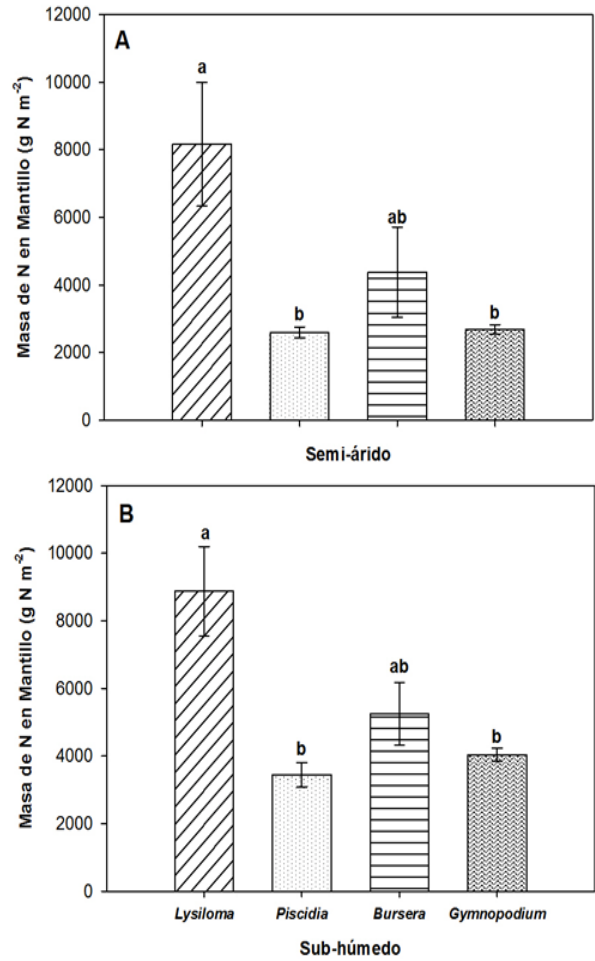 A
Masa de N en Mantillo (g N m-2)
12000
10000
8000
6000
4000
2000
0
a
b
ab
b
Semi-árido
B
Masa de N en Mantillo (g N m-2)
12000
10000
8000
6000
4000
2000
0
a
b
ab
b
Lysiloma Piscidia Bursera Gymnopodium
Sub-húmedo